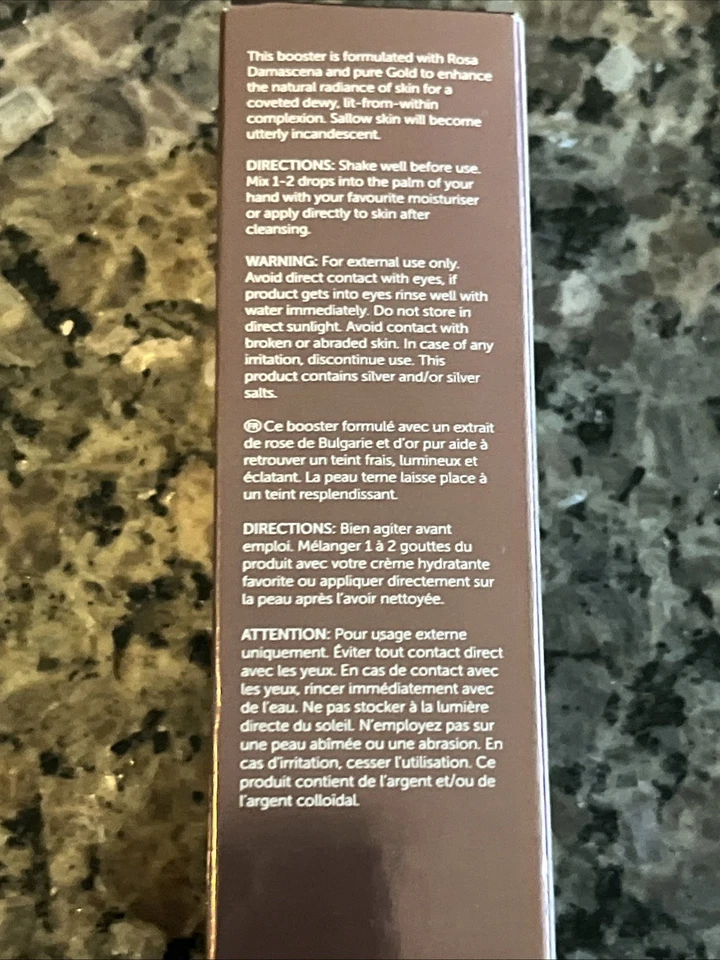 This booster is formulated with Rosa
Damascena and pure Gold to enhance
the natural radiance of skin for a
coveted dewy, lit-from-within
complexion. Sallow skin will become
utterly incandescent.
DIRECTIONS: Shake well before use.
Mix 1-2 drops into the palm of your
hand with your favourite moisturiser
or apply directly to skin after
cleansing.
WARNING: For external use only.
Avoid direct contact with eyes, if
product gets into eyes rinse well with
water immediately. Do not store in
direct sunlight. Avoid contact with
broken or abraded skin. In case of any
irritation, discontinue use. This
product contains silver and/or silver
salts.
FR Ce booster formulé avec un extrait
de rose de Bulgarie et d'or pur aide à
retrouver un teint frais, lumineux et
éclatant. La peau terne laisse place à
un teint resplendissant.
DIRECTIONS: Bien agiter avant
emploi. Mélanger 1 à 2 gouttes du
produit avec votre crème hydratante
favorite ou appliquer directement sur
la peau après l'avoir nettoyée.
ATTENTION: Pour usage externe
uniquement. Éviter tout contact direct
avec les yeux. En cas de contact avec
les yeux, rincer immédiatement avec
de l'eau. Ne pas stocker à la lumière
directe du soleil. N'employez pas sur
une peau abîmée ou une abrasion. En
cas d'irritation, cesser l'utilisation. Ce
produit contient de l'argent et/ou de
l'argent colloïdal.